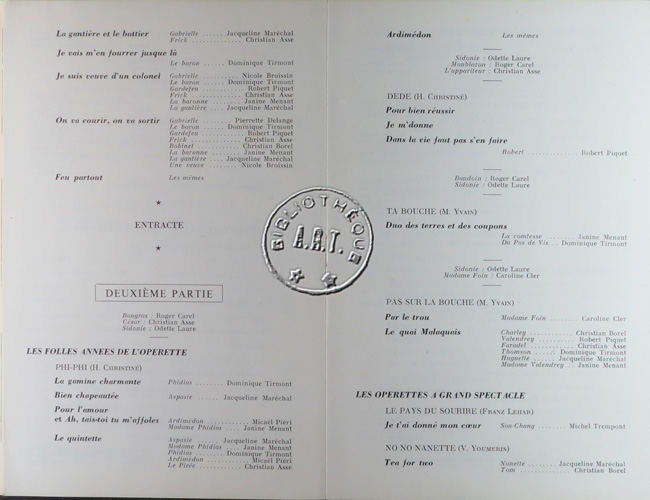 La gantière et le bottier Gabrielle ...... Jacqueline Maréchal
Frick ............ Christian Asse
Je vais m'en fourrer jusque là
Le baron ...... Dominique Tirmont
Je suis veuve d'un colonel Gabrielle ........ Nicole Broissin
Le baron ...... Dominique Tirmont
Gardefeu ........ Robert Piquet
Frick ............ Christian Asse
La baronne .... Janine Menant
La gantière .... Jacqueline Maréchal
On va courir, on va sortir Gabrielle ...... Pierrette Delange
Le baron ...... Dominique Tirmont
Gardefeu ........ Robert Piquet
Frick ............ Christian Asse
Bobinet ........ Christian Borel
La baronne .... Janine Menant
La gantière .... Jacqueline Maréchal
Une veuve ...... Nicole Broissin
Feu partout Les mêmes
ENTRACTE
DEUXIÈME PARTIE
Bougras : Roger Carel
César : Christian Asse
Sidonie : Odette Laure
LES FOLLES ANNEES DE L'OPERETTE
PHI-PHI (H. Christiné)
La gamine charmante Phidias ........ Dominique Tirmont
Bien chapeautée Aspasie ...... Jacqueline Maréchal
Pour l'amour
et Ah, tais-toi tu m'affoles Ardimédon ........ Micaël Piéri
Madame Phidias .... Janine Menant
Le quintette Aspasie ...... Jacqueline Maréchal
Madame Phidias .... Janine Menant
Phidias ........ Dominique Tirmont
Ardimédon ........ Micaël Piéri
Le Pirée ........ Christian Asse
BIBLIOTHÈQUE
A.R.T.
Ardimédon Les mêmes
Sidonie : Odette Laure
Monblazon : Roger Carel
L'appariteur : Christian Asse
DEDE (H. Christiné)
Pour bien réussir
Je m'donne
Dans la vie faut pas s'en faire
Robert .............. Robert Piquet
Baudoin : Roger Carel
Sidonie : Odette Laure
TA BOUCHE (M. Yvain)
Duo des terres et des coupons
La comtesse .... Janine Menant
Du Pas de Vis .. Dominique Tirmont
Sidonie : Odette Laure
Madame Foin : Caroline Cler
PAS SUR LA BOUCHE (M. Yvain)
Par le trou Madame Foin ...... Caroline Cler
Le quai Malaquais Charley ............ Christian Borel
Valendrey .......... Robert Piquet
Faradel ............ Christian Asse
Thomson ...... Dominique Tirmont
Huguette ...... Jacqueline Maréchal
Madame Valendrey .. Janine Menant
LES OPERETTES A GRAND SPECTACLE
LE PAYS DU SOURIRE (Franz Lehar)
Je t'ai donné mon cœur Sou-Chang ...... Michel Trempont
NO NO NANETTE (V. Youmeris)
Tea for two Nanette ........ Jacqueline Maréchal
Tom .............. Christian Borel